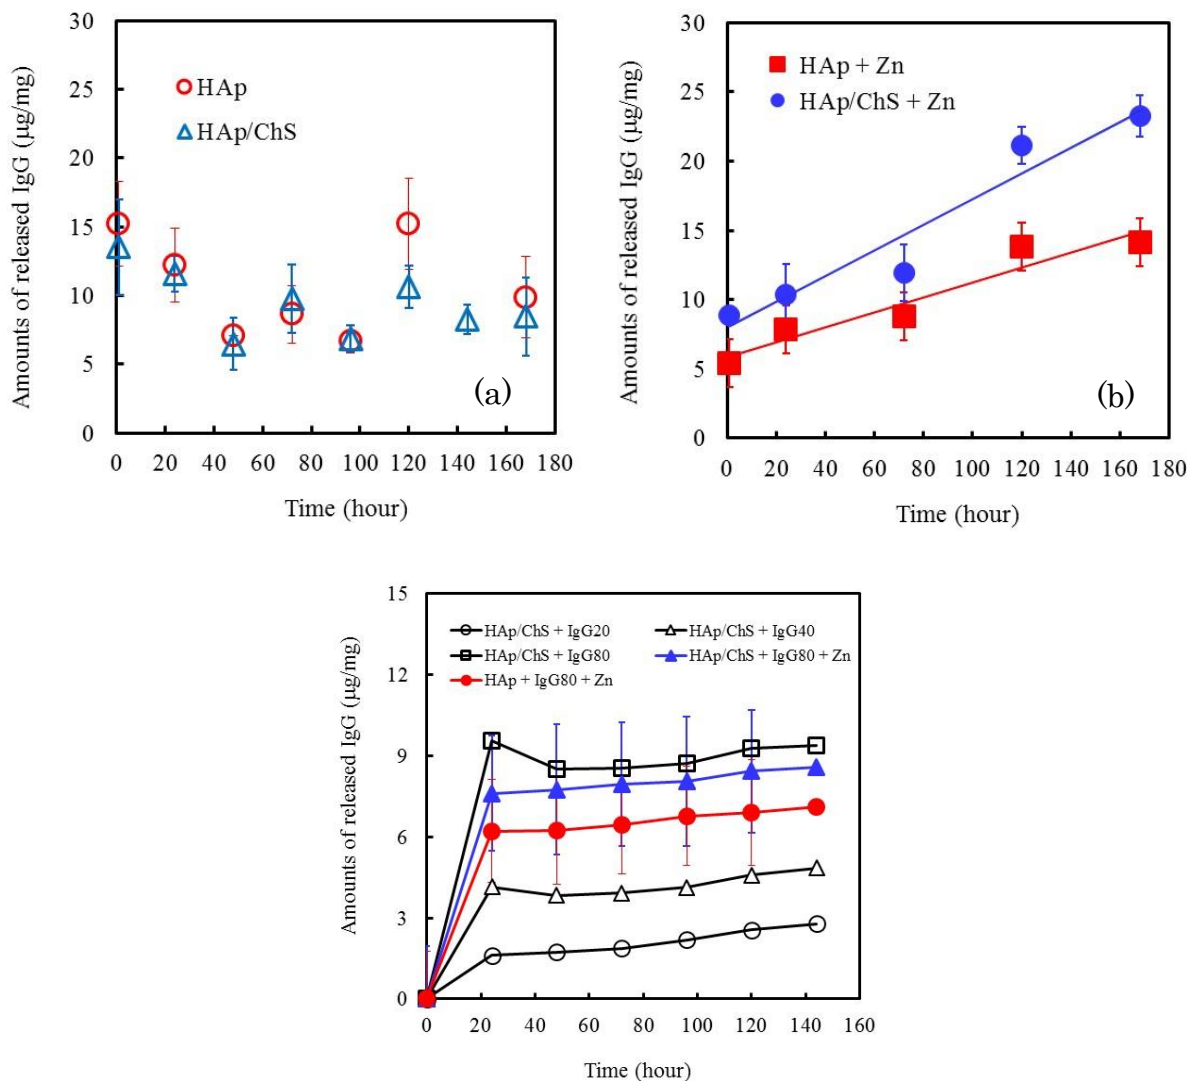 Amounts of released IgG (μg/mg)
30
25
20
15
10
5
0
HAp
HAp/ChS
(a)
0 20 40 60 80 100 120 140 160 180
Time (hour)
Amounts of released IgG (μg/mg)
30
25
20
15
10
5
0
HAp + Zn
HAp/ChS + Zn
(b)
0 20 40 60 80 100 120 140 160 180
Time (hour)
Amounts of released IgG (μg/mg)
15
12
9
6
3
0
HAp/ChS + IgG20 HAp/ChS + IgG40
HAp/ChS + IgG80 HAp/ChS + IgG80 + Zn
HAp + IgG80 + Zn
0 20 40 60 80 100 120 140 160
Time (hour)